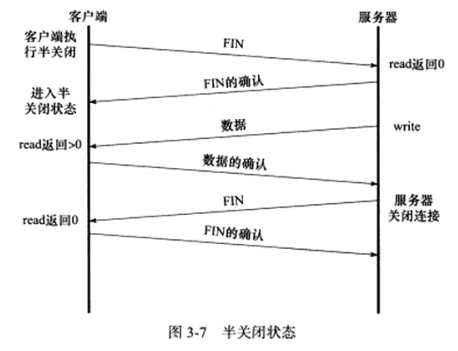 客户端
服务器
客户端执
行半关闭
FIN
read返回0
FIN的确认
进入半
关闭状态
数据
write
read返回>0
数据的确认
服务器
关闭连接
FIN
read返回0
FIN的确认
图 3-7 半关闭状态